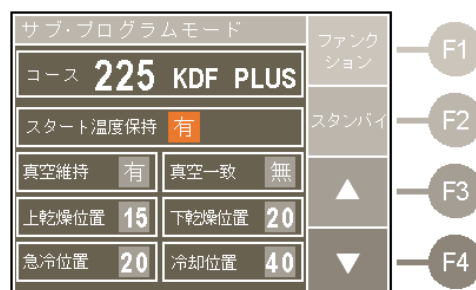 サブ・プログラムモード
コース 225 KDF PLUS
スタート温度保持 有
真空維持 有 真空一致 無
上乾燥位置 15 下乾燥位置 20
急冷位置 20 冷却位置 40
ファンク
ション
スタンバイ
▲
▼
F1
F2
F3
F4